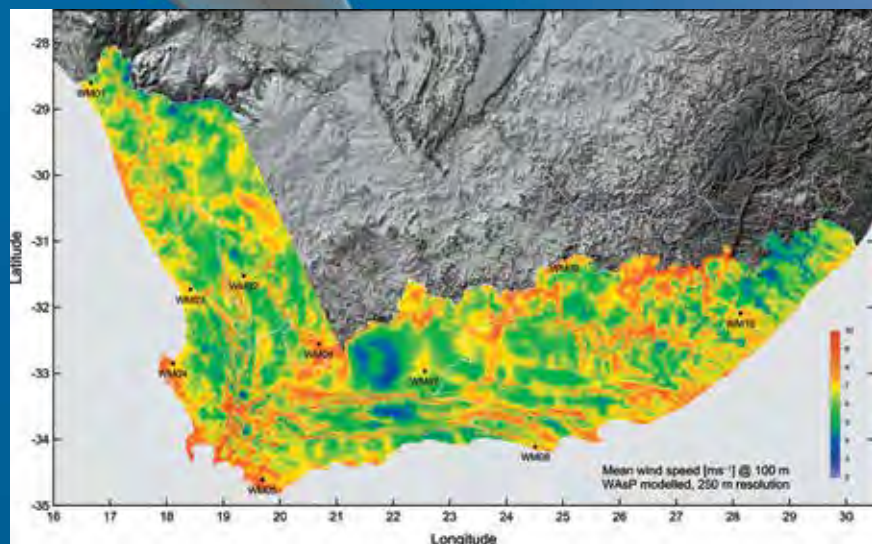 -28
WM01
-29
-30
-31
WM09
WM02
WM03
-32
WM10
WM06
WM04
-33
WM07
-34
WM08
WM05
-35
Latitude
Mean wind speed [ms⁻¹] @ 100 m
WAsP modelled, 250 m resolution
16 17 18 19 20 21 22 23 24 25 26 27 28 29 30
Longitude